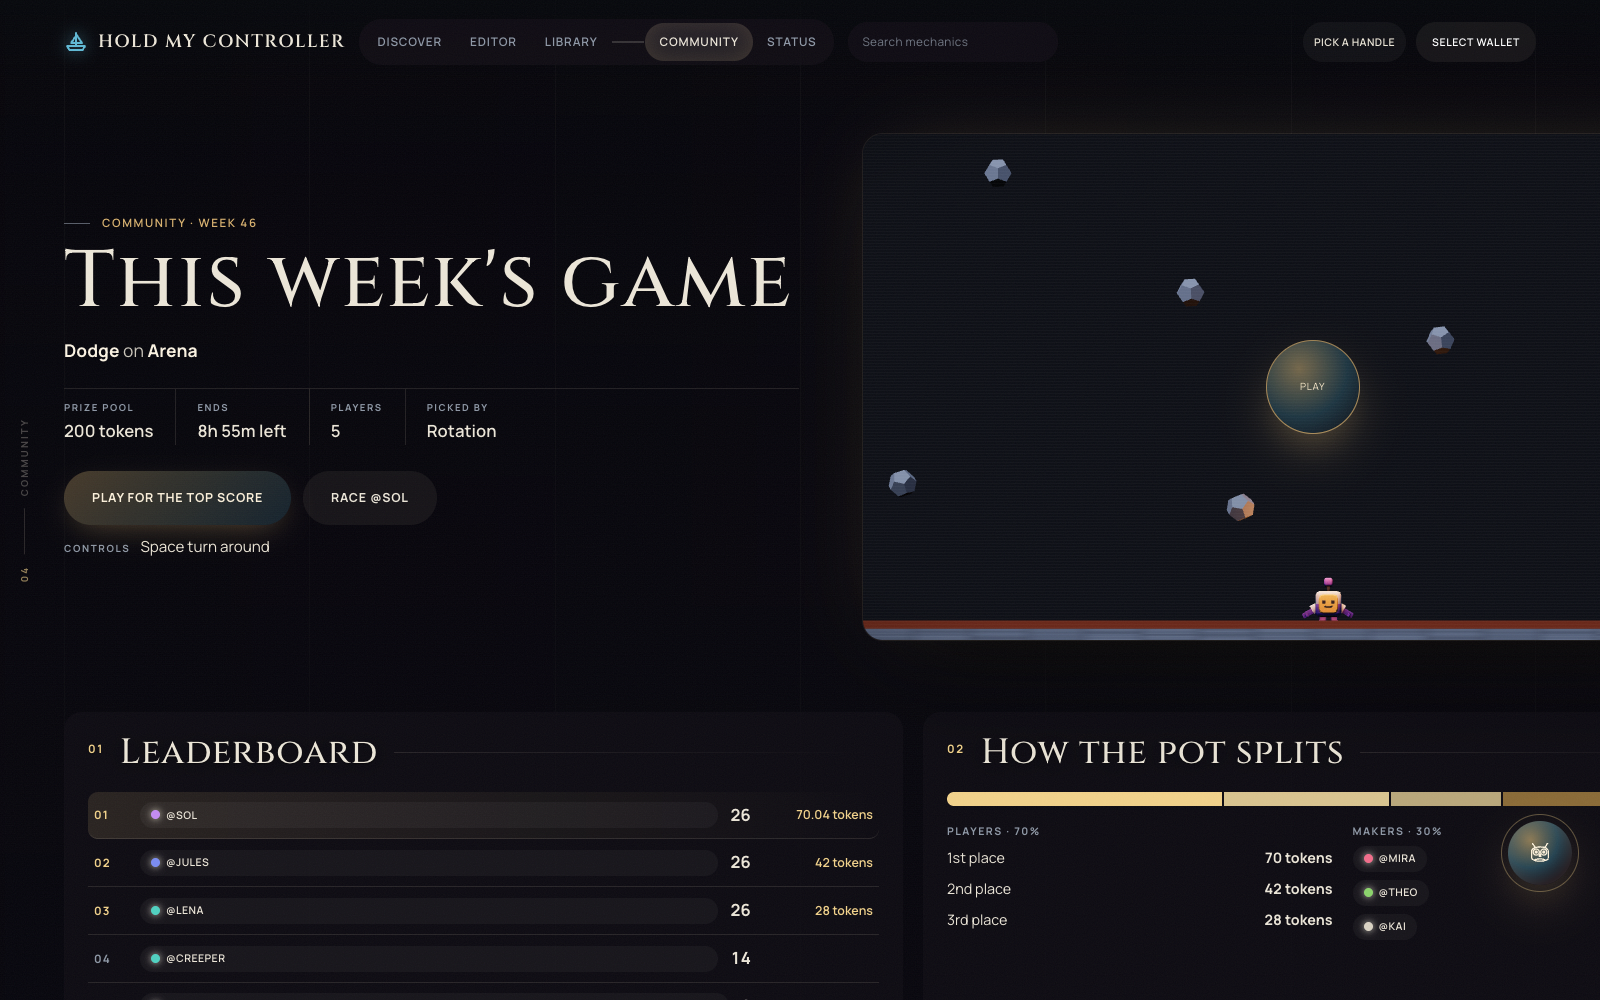 HOLD MY CONTROLLER
DISCOVER EDITOR LIBRARY COMMUNITY STATUS
Search mechanics
PICK A HANDLE
SELECT WALLET
COMMUNITY · WEEK 46
THIS WEEK'S GAME
Dodge on Arena
PRIZE POOL ENDS PLAYERS PICKED BY
200 tokens 8h 55m left 5 Rotation
PLAY FOR THE TOP SCORE
RACE @SOL
CONTROLS Space turn around
04 COMMUNITY
PLAY
01 LEADERBOARD
01 @SOL 26 70.04 tokens
02 @JULES 26 42 tokens
03 @LENA 26 28 tokens
04 @CREEPER 14
02 HOW THE POT SPLITS
PLAYERS · 70%
1st place 70 tokens
2nd place 42 tokens
3rd place 28 tokens
MAKERS · 30%
@MIRA
@THEO
@KAI